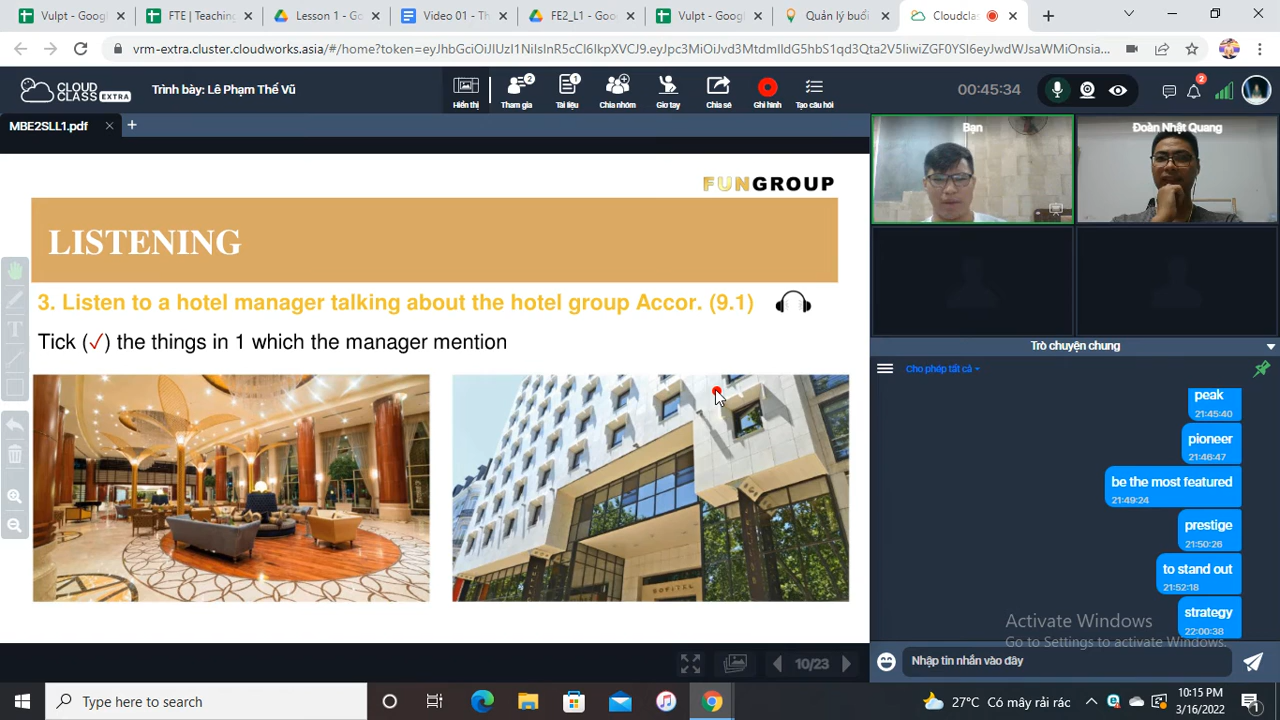 Vulpt - Googl
FTE | Teaching
Lesson 1 - Go
Video 01 - Th
FE2_L1 - Goo
Vulpt - Googl
Quản lý buổi
Cloudcla
vrm-extra.cluster.cloudworks.asia/#/home?token=eyJhbGciOiJIUzI1NiIsInR5cCI6IkpXVCJ9.eyJpc3MiOiJvd3MtdmlldG5hbS1qd3Qta2V5IiwiZGF0YSI6eyJwdWJsaWMiOnsia...
CLOUD CLASS EXTRA
Trình bày: Lê Phạm Thế Vũ
Hiển thị
Tham gia 2
Tài liệu 1
Chia nhóm
Giơ tay
Chia sẻ
Ghi hình
Tạo câu hỏi
00:45:34
2
MBE2SLL1.pdf
Bạn
Đoàn Nhật Quang
FUNGROUP
LISTENING
3. Listen to a hotel manager talking about the hotel group Accor. (9.1)
Tick (✓) the things in 1 which the manager mention
SOFITEL
Trò chuyện chung
Cho phép tất cả
peak
21:45:40
pioneer
21:46:47
be the most featured
21:49:24
prestige
21:50:26
to stand out
21:52:18
strategy
22:00:38
Activate Windows
Go to Settings to activate Windows.
10/23
Nhập tin nhắn vào đây
Type here to search
27°C Có mây rải rác
10:15 PM
3/16/2022
1